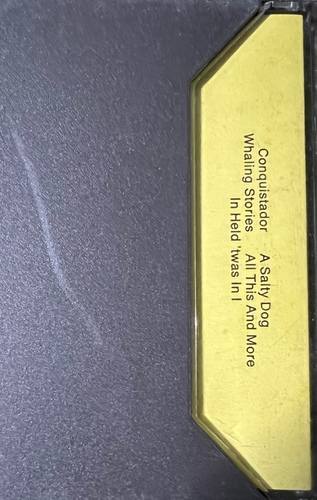 Conquistador A Salty Dog
Whaling Stories All This And More
In Held 'twas In I